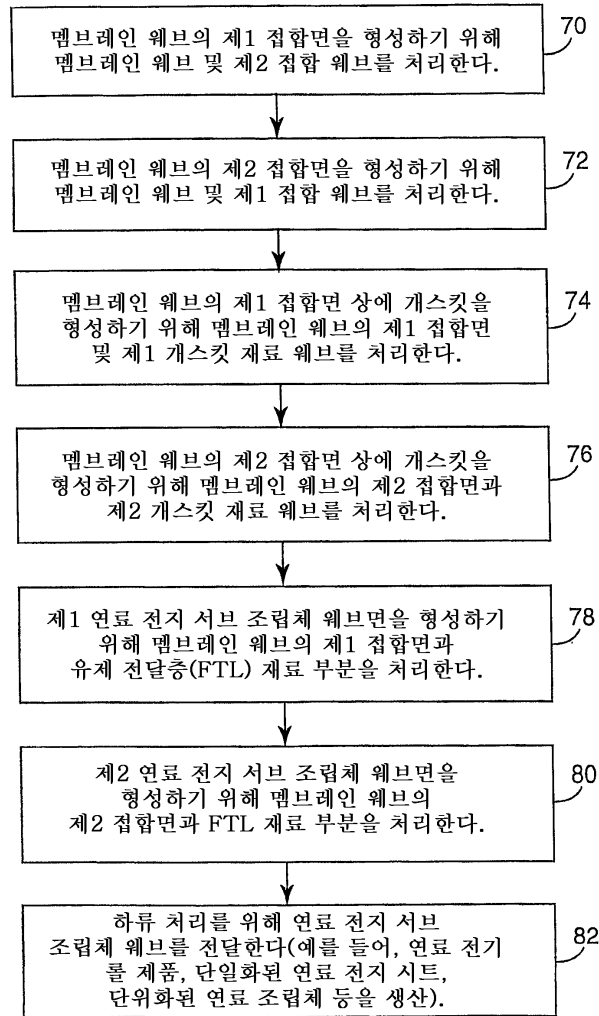 멤브레인 웨브의 제1 접합면을 형성하기 위해
멤브레인 웨브 및 제2 접합 웨브를 처리한다.
70
멤브레인 웨브의 제2 접합면을 형성하기 위해
멤브레인 웨브 및 제1 접합 웨브를 처리한다.
72
멤브레인 웨브의 제1 접합면 상에 개스킷을
형성하기 위해 멤브레인 웨브의 제1 접합면
및 제1 개스킷 재료 웨브를 처리한다.
74
멤브레인 웨브의 제2 접합면 상에 개스킷을
형성하기 위해 멤브레인 웨브의 제2 접합면과
제2 개스킷 재료 웨브를 처리한다.
76
제1 연료 전지 서브 조립체 웨브면을 형성하기
위해 멤브레인 웨브의 제1 접합면과
유제 전달층(FTL) 재료 부분을 처리한다.
78
제2 연료 전지 서브 조립체 웨브면을
형성하기 위해 멤브레인 웨브의
제2 접합면과 FTL 재료 부분을 처리한다.
80
하류 처리를 위해 연료 전지 서브
조립체 웨브를 전달한다(예를 들어, 연료 전기
롤 제품, 단일화된 연료 전지 시트,
단위화된 연료 조립체 등을 생산).
82